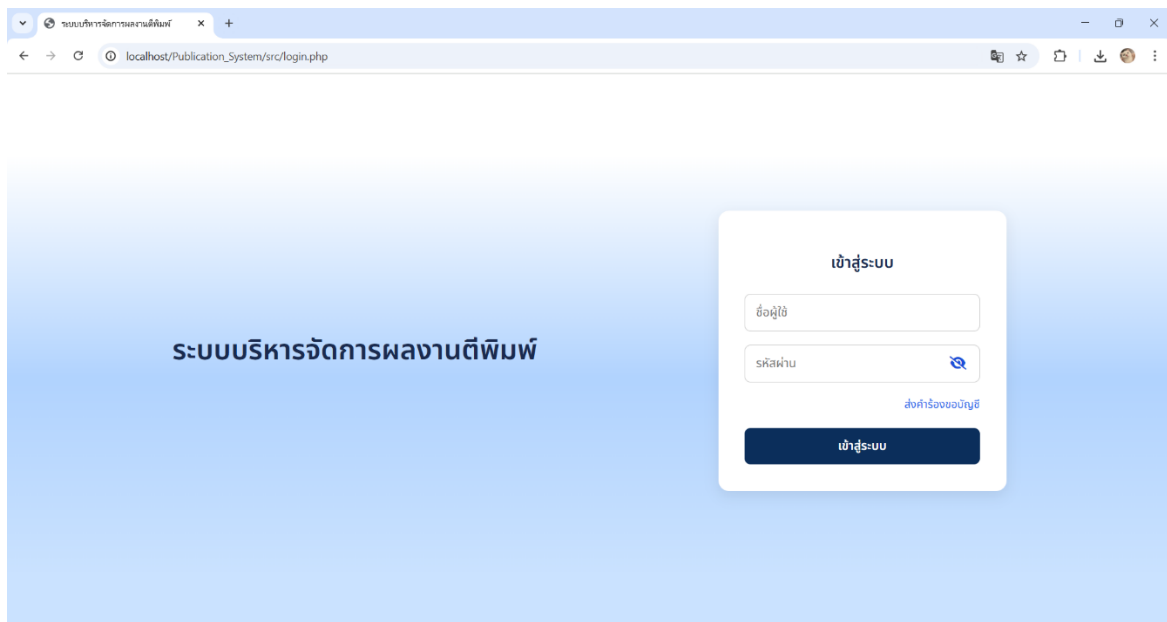 ระบบบริหารจัดการผลงานตีพิมพ์
localhost/Publication_System/src/login.php
ระบบบริหารจัดการผลงานตีพิมพ์
เข้าสู่ระบบ
ชื่อผู้ใช้
รหัสผ่าน
ส่งคำร้องขอบัญชี
เข้าสู่ระบบ